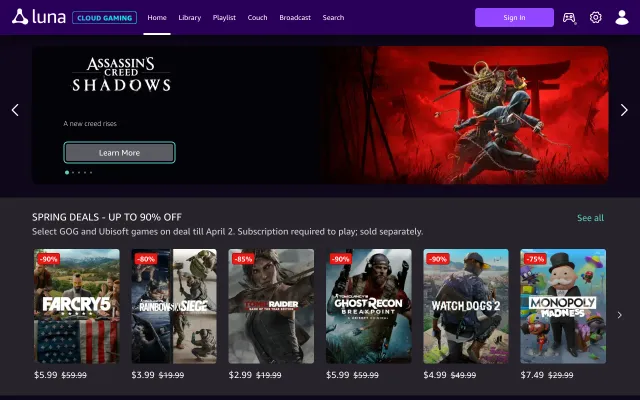 luna CLOUD GAMING Home Library Playlist Couch Broadcast Search Sign In
ASSASSIN'S
CREED
SHADOWS
A new creed rises
Learn More
SPRING DEALS - UP TO 90% OFF
See all
Select GOG and Ubisoft games on deal till April 2. Subscription required to play; sold separately.
-90%
FARCRY5
$5.99 $59.99
-80%
RAINBOW SIX SIEGE
$3.99 $19.99
-85%
TOMB RAIDER
$2.99 $19.99
-90%
GHOST RECON
BREAKPOINT
$5.99 $59.99
-90%
WATCH DOGS 2
$4.99 $49.99
-75%
MONOPOLY
MADNESS
$7.49 $29.99